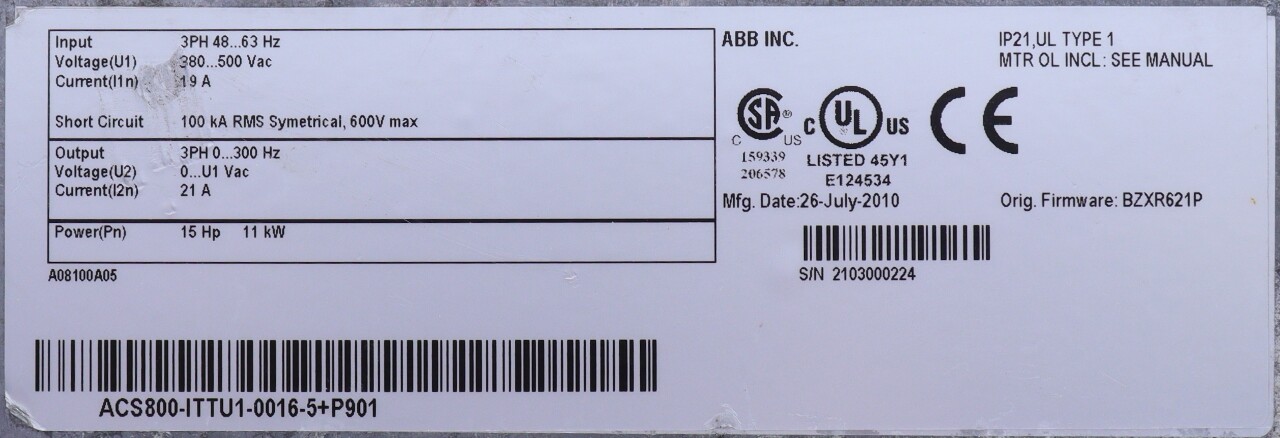 Input 3PH 48...63 Hz
Voltage(U1) 380...500 Vac
Current(I1n) 19 A
Short Circuit 100 kA RMS Symetrical, 600V max
Output 3PH 0...300 Hz
Voltage(U2) 0...U1 Vac
Current(I2n) 21 A
Power(Pn) 15 Hp 11 kW
A08100A05
ACS800-ITTU1-0016-5+P901
ABB INC.
IP21,UL TYPE 1
MTR OL INCL: SEE MANUAL
C SA ® US
159339
206578
C UL US
LISTED 45Y1
E124534
CE
Mfg. Date:26-July-2010
Orig. Firmware: BZXR621P
S/N 2103000224